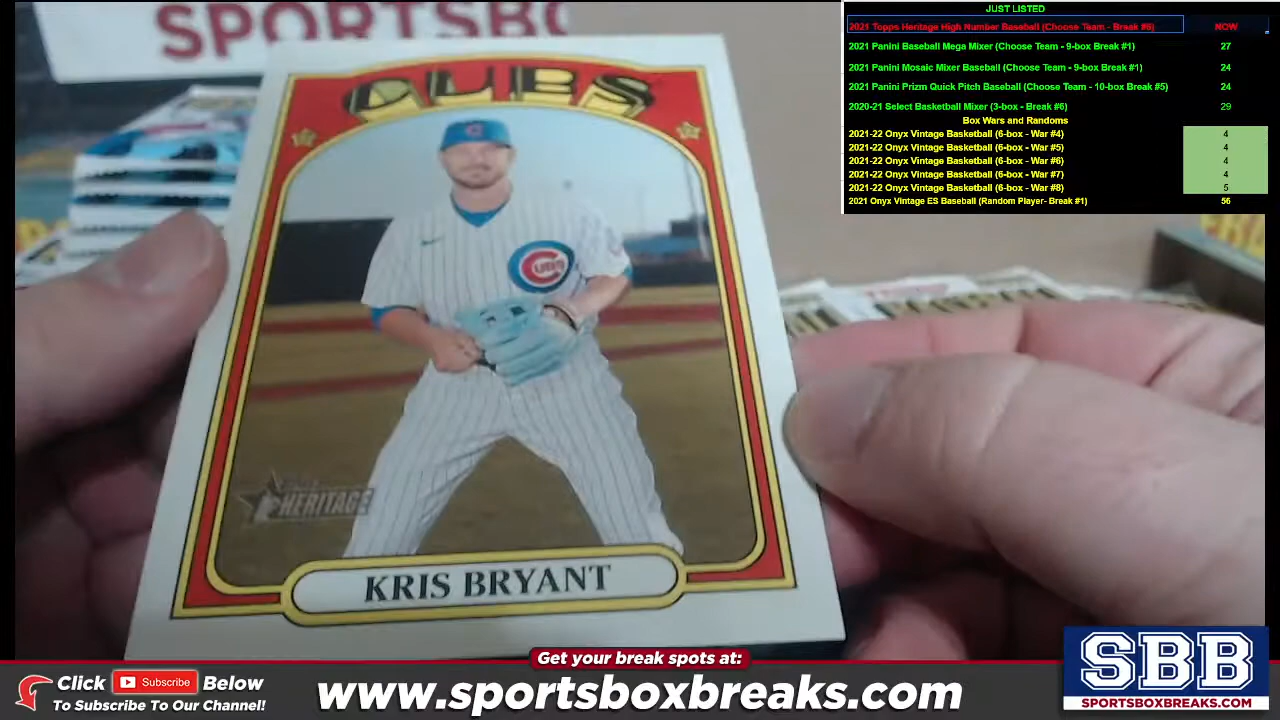 SPORTSBO
JUST LISTED
2021 Topps Heritage High Number Baseball (Choose Team - Break #6) NOW
2021 Panini Baseball Mega Mixer (Choose Team - 9-box Break #1) 27
2021 Panini Mosaic Mixer Baseball (Choose Team - 9-box Break #1) 24
2021 Panini Prizm Quick Pitch Baseball (Choose Team - 10-box Break #5) 24
2020-21 Select Basketball Mixer (3-box - Break #6) 29
Box Wars and Randoms
2021-22 Onyx Vintage Basketball (6-box - War #4) 4
2021-22 Onyx Vintage Basketball (6-box - War #5) 4
2021-22 Onyx Vintage Basketball (6-box - War #6) 4
2021-22 Onyx Vintage Basketball (6-box - War #7) 4
2021-22 Onyx Vintage Basketball (6-box - War #8) 5
2021 Onyx Vintage ES Baseball (Random Player- Break #1) 56
CUBS
C
CUBS
HERITAGE
KRIS BRYANT
Get your break spots at:
Click Subscribe Below
To Subscribe To Our Channel!
www.sportsboxbreaks.com
SBB
SPORTSBOXBREAKS.COM